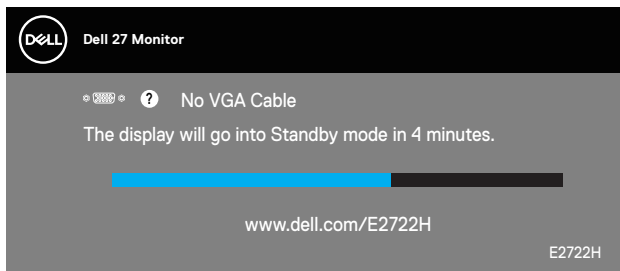 DELL
Dell 27 Monitor
? No VGA Cable
The display will go into Standby mode in 4 minutes.
www.dell.com/E2722H
E2722H